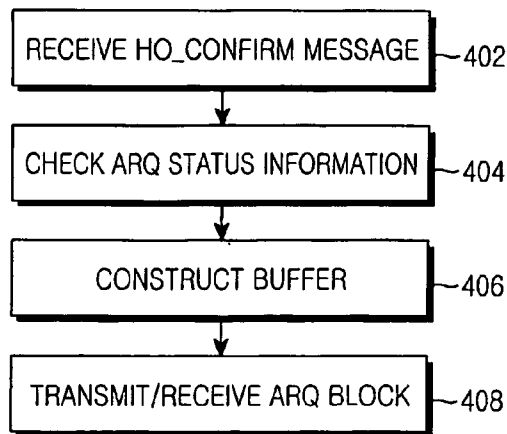 RECEIVE HO_CONFIRM MESSAGE 402
CHECK ARQ STATUS INFORMATION 404
CONSTRUCT BUFFER 406
TRANSMIT/RECEIVE ARQ BLOCK 408